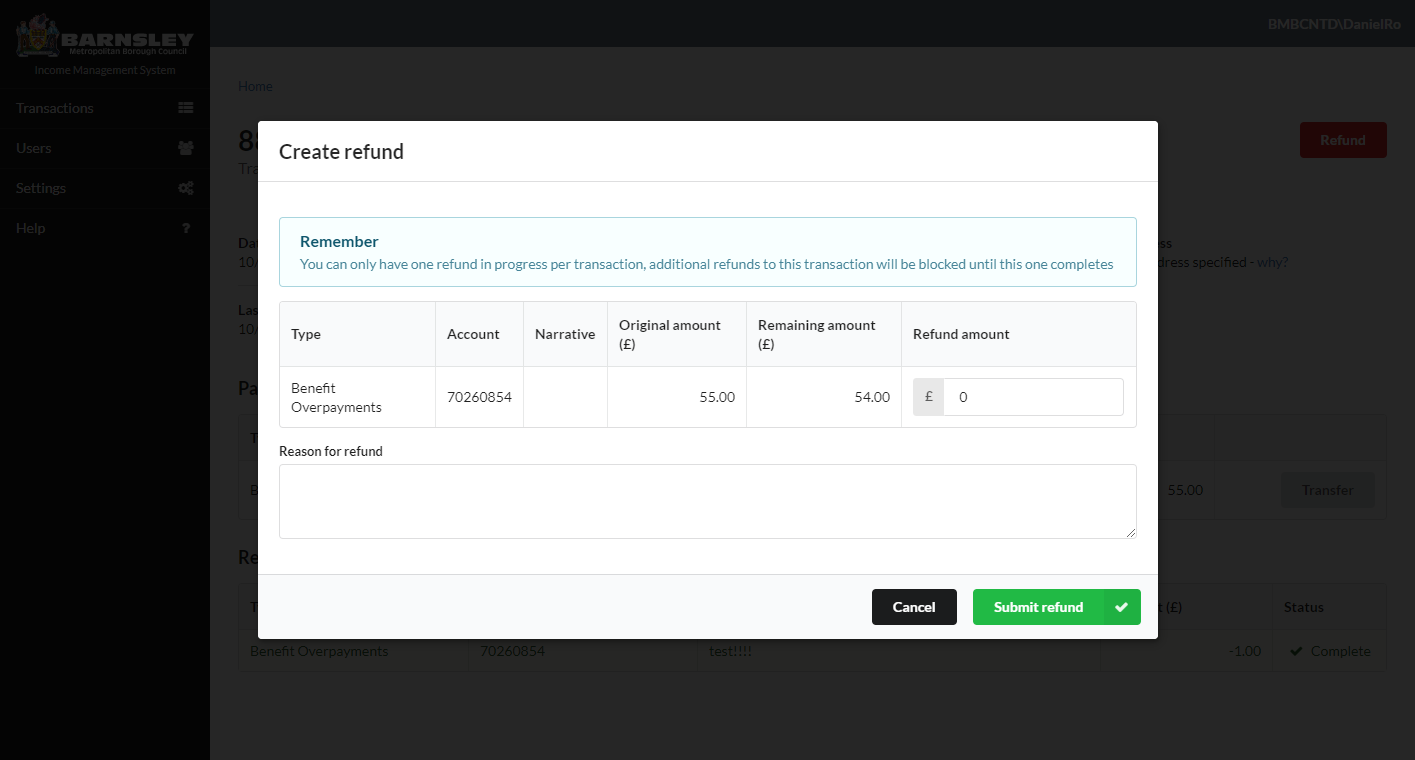 BARNSLEY
Metropolitan Borough Council
Income Management System
BMBCNTD\DanielRo
Transactions
Users
Settings
Help
Home
Refund
Create refund
Remember
You can only have one refund in progress per transaction, additional refunds to this transaction will be blocked until this one completes
dress specified - why?
Type Account Narrative Original amount (£) Remaining amount (£) Refund amount
Benefit Overpayments 70260854 55.00 54.00 £ 0
Reason for refund
55.00 Transfer
Cancel
Submit refund
(£) Status
Benefit Overpayments 70260854 test!!!! -1.00 Complete